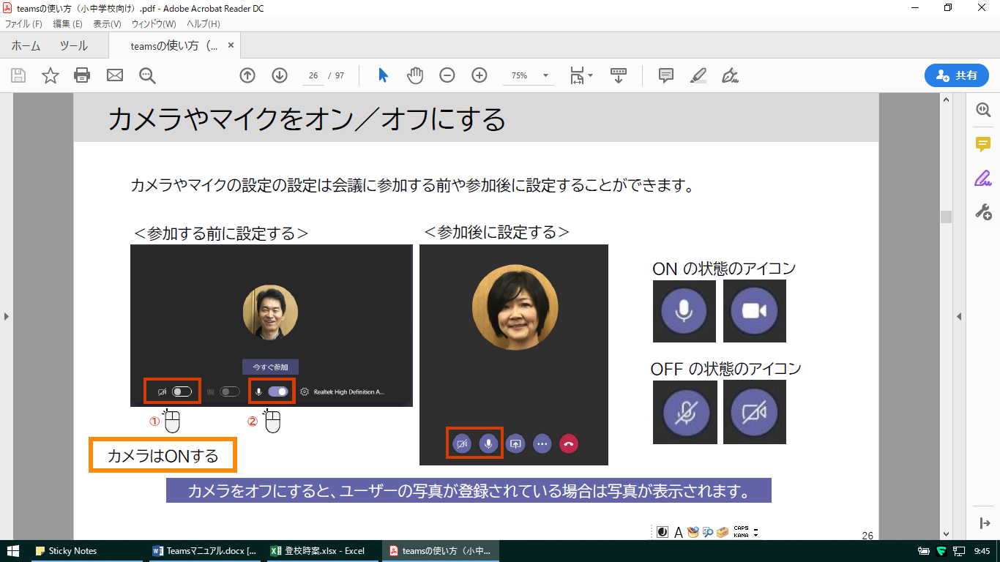 teamsの使い方（小中学校向け）.pdf - Adobe Acrobat Reader DC
ファイル (F) 編集 (E) 表示(V) ウィンドウ(W) ヘルプ(H)
ホーム ツール teamsの使い方（... ×
26 / 97 75% 共有
カメラやマイクをオン／オフにする
カメラやマイクの設定の設定は会議に参加する前や参加後に設定することができます。
＜参加する前に設定する＞ ＜参加後に設定する＞
ON の状態のアイコン
今すぐ参加
OFF の状態のアイコン
Realtek High Definition A...
① ②
カメラはONする
カメラをオフにすると、ユーザーの写真が登録されている場合は写真が表示されます。
A CAPS
KANA
26
Sticky Notes Teamsマニュアル.docx [... 登校時案.xlsx - Excel teamsの使い方（小中... 9:45